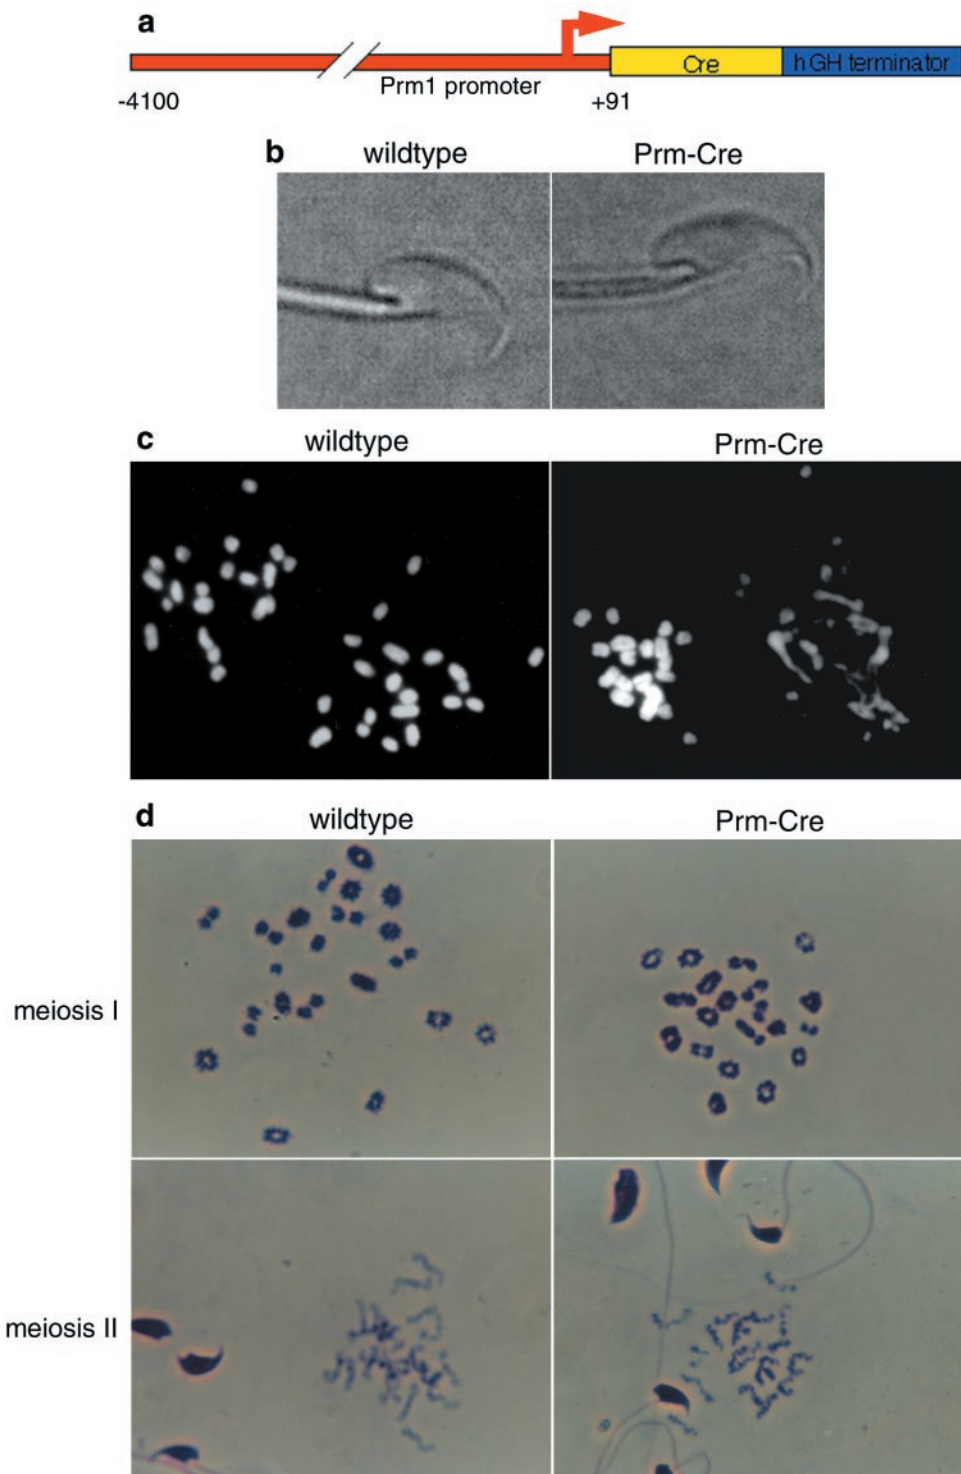 a
Cre
hGH terminator
Prm1 promoter
-4100
+91
b
wildtype
Prm-Cre
c
wildtype
Prm-Cre
d
wildtype
Prm-Cre
meiosis I
meiosis II